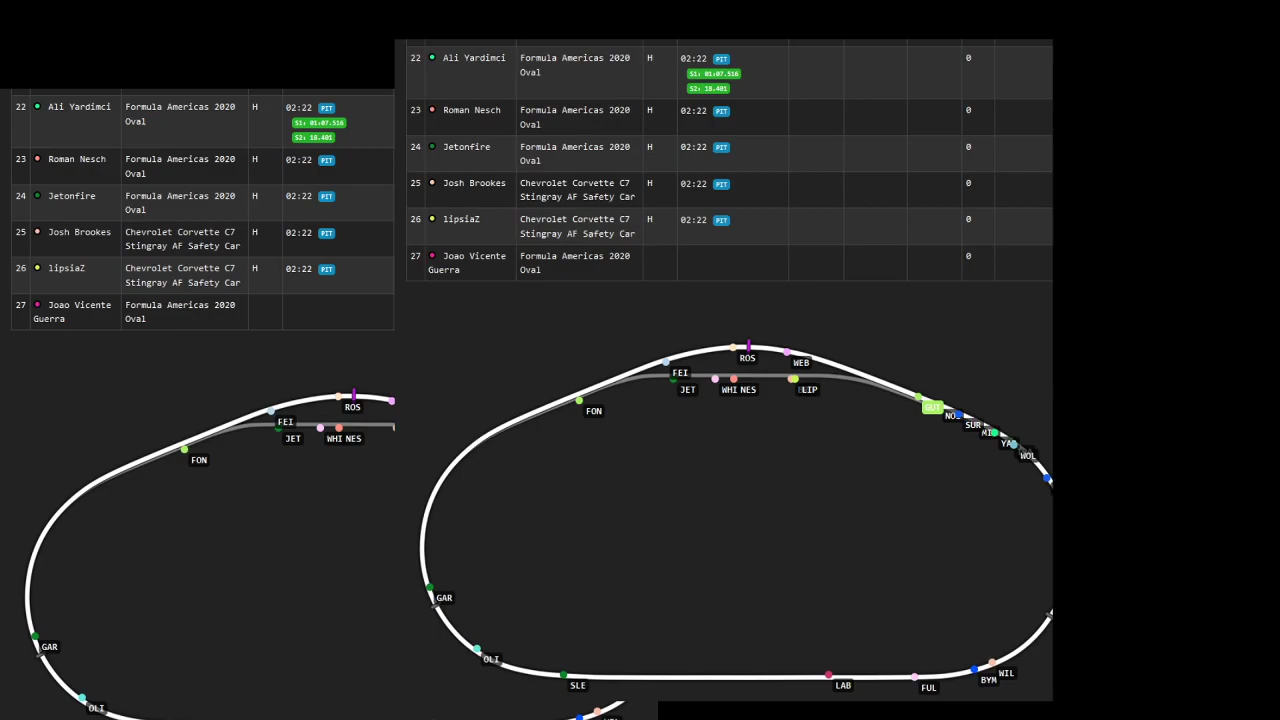 22 Ali Yardimci Formula Americas 2020 Oval H 02:22 PIT 0
S1: 01:07.516
S2: 18.401
23 Roman Nesch Formula Americas 2020 Oval H 02:22 PIT 0
24 Jetonfire Formula Americas 2020 Oval H 02:22 PIT 0
25 Josh Brookes Chevrolet Corvette C7 Stingray AF Safety Car H 02:22 PIT 0
26 lipsiaZ Chevrolet Corvette C7 Stingray AF Safety Car H 02:22 PIT 0
27 Joao Vicente Guerra Formula Americas 2020 Oval 0
22 Ali Yardimci Formula Americas 2020 Oval H 02:22 PIT
S1: 01:07.516
S2: 18.401
23 Roman Nesch Formula Americas 2020 Oval H 02:22 PIT
24 Jetonfire Formula Americas 2020 Oval H 02:22 PIT
25 Josh Brookes Chevrolet Corvette C7 Stingray AF Safety Car H 02:22 PIT
26 lipsiaZ Chevrolet Corvette C7 Stingray AF Safety Car H 02:22 PIT
27 Joao Vicente Guerra Formula Americas 2020 Oval
ROS
WEB
FEI
JET
WHI NES
LIP
FON
GUT
SUR
WOL
GAR
OLI
SLE
LAB
FUL
BYM
WIL
ROS
FEI
JET
WHI NES
FON
GAR
OLI